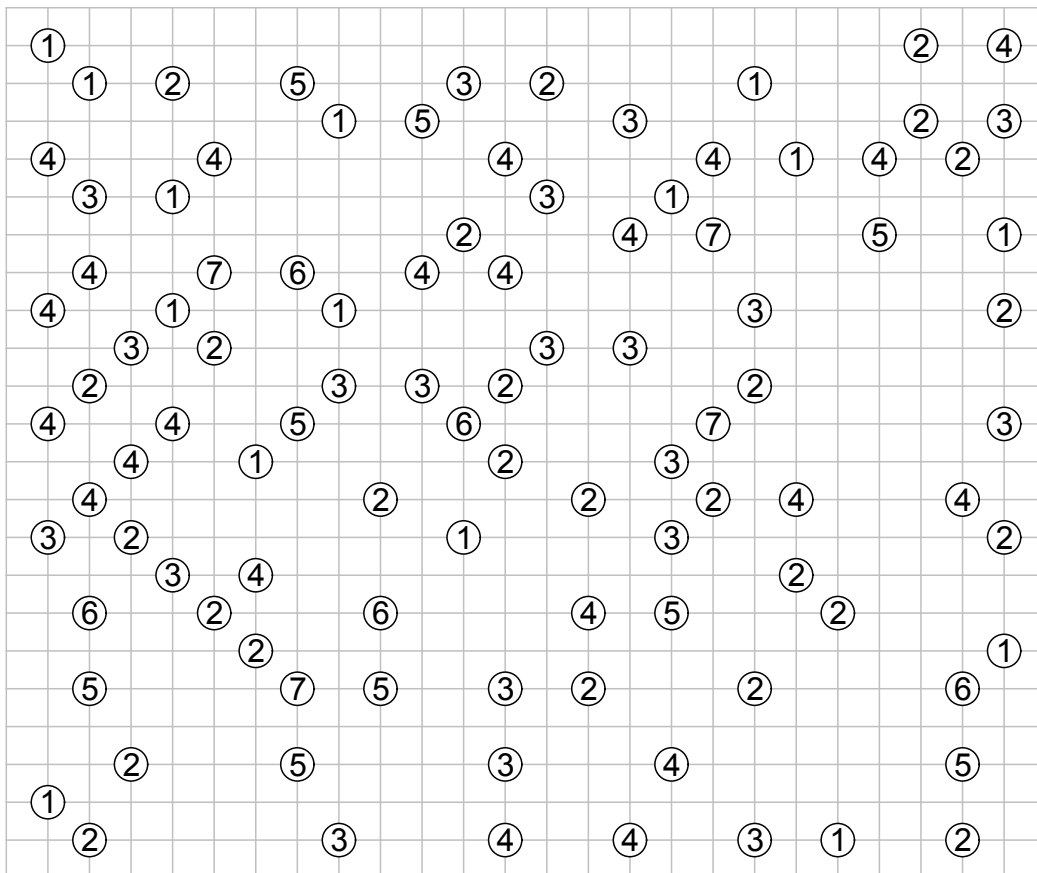 1 2 4
1 2 5 3 2 1
1 5 3 2 3
4 4 4 4 1 4 2
3 1 3 1
2 4 7 5 1
4 7 6 4 4
4 1 1 3 2
3 2 3 3
2 3 3 2 2
4 4 5 6 7 3
4 1 2 3
4 2 2 2 4 4
3 2 1 3 2
3 4 2
6 2 6 4 5 2
2 1
5 7 5 3 2 2 6
2 5 3 4 5
1
2 3 4 4 3 1 2